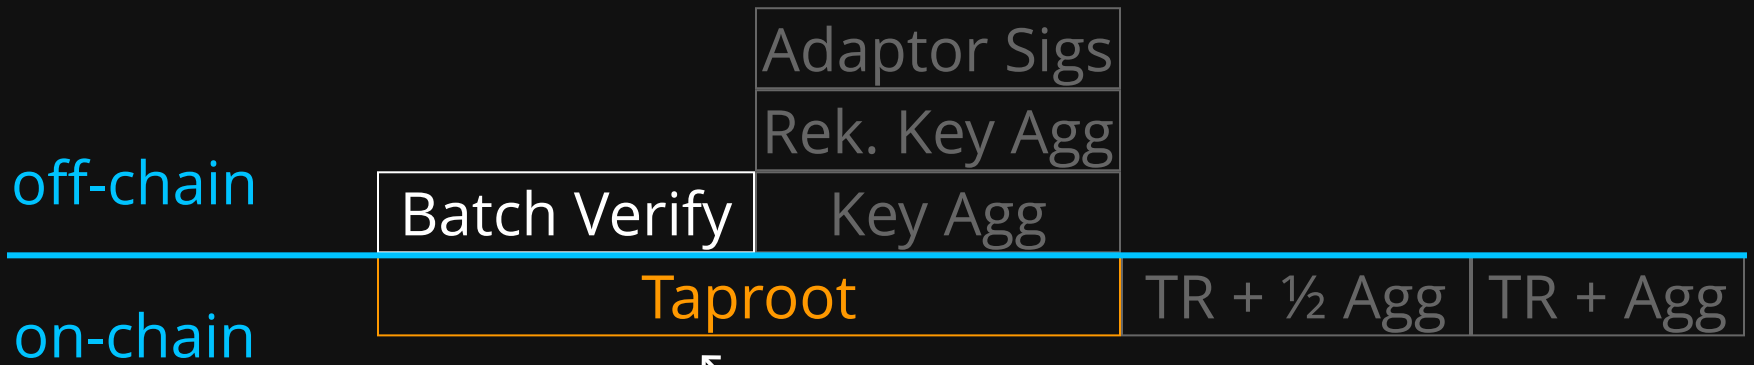 Adaptor Sigs
Rek. Key Agg
off-chain
Batch Verify
Key Agg
Taproot
TR + ½ Agg
TR + Agg
on-chain